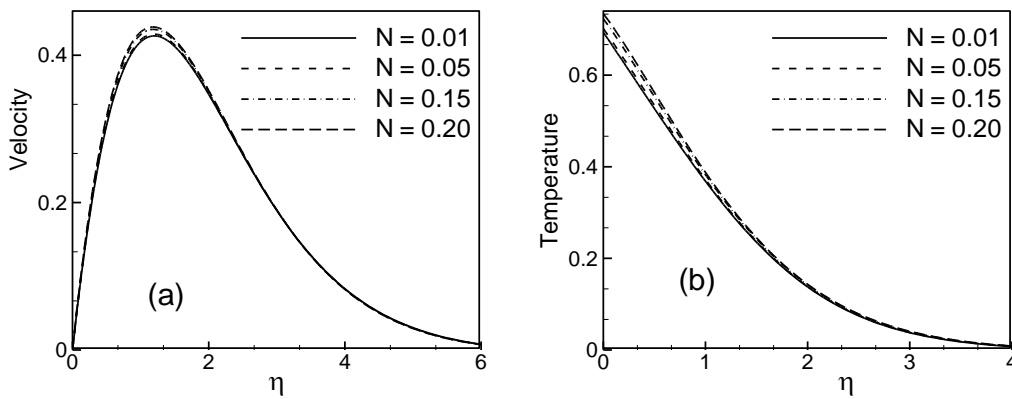 Velocity
0.4
0.2
0
0
2
4
6
η
N = 0.01
N = 0.05
N = 0.15
N = 0.20
(a)
Temperature
0.6
0.4
0.2
0
0
1
2
3
4
η
N = 0.01
N = 0.05
N = 0.15
N = 0.20
(b)